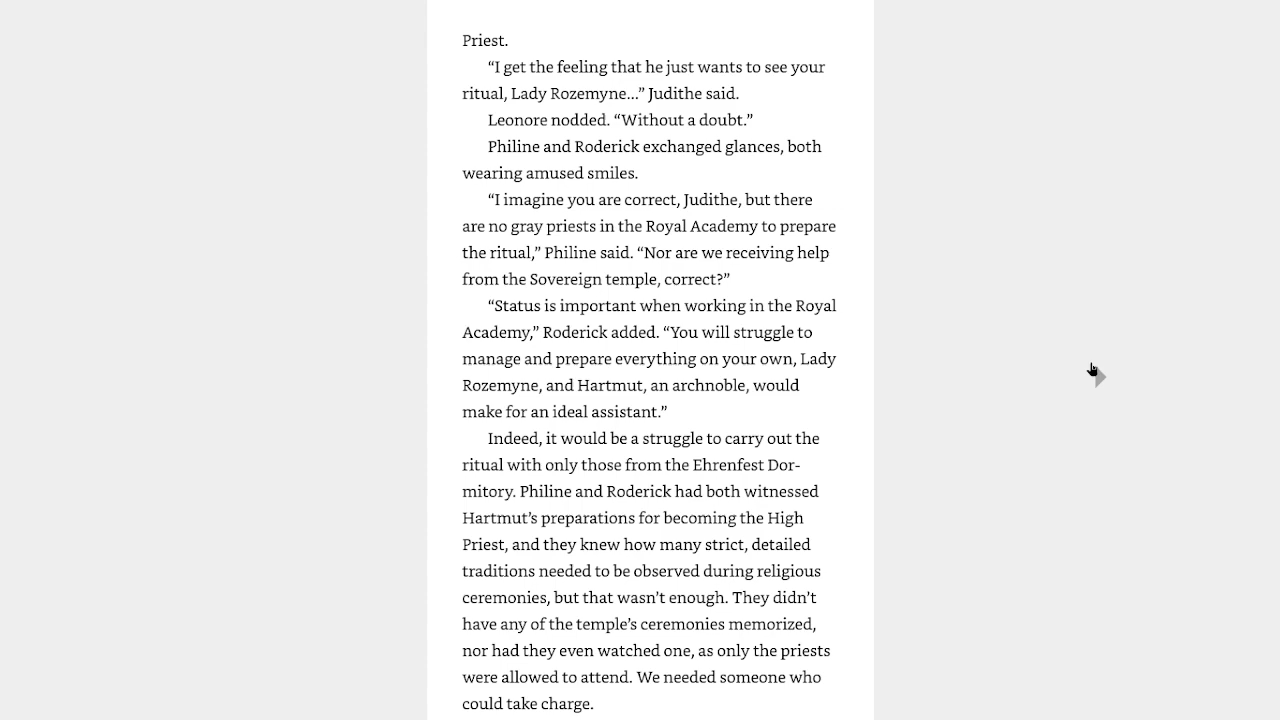 Priest.
“I get the feeling that he just wants to see your
ritual, Lady Rozemyne...” Judithe said.
Leonore nodded. “Without a doubt.”
Philine and Roderick exchanged glances, both
wearing amused smiles.
“I imagine you are correct, Judithe, but there
are no gray priests in the Royal Academy to prepare
the ritual,” Philine said. “Nor are we receiving help
from the Sovereign temple, correct?”
“Status is important when working in the Royal
Academy,” Roderick added. “You will struggle to
manage and prepare everything on your own, Lady
Rozemyne, and Hartmut, an archnoble, would
make for an ideal assistant.”
Indeed, it would be a struggle to carry out the
ritual with only those from the Ehrenfest Dor-
mitory. Philine and Roderick had both witnessed
Hartmut’s preparations for becoming the High
Priest, and they knew how many strict, detailed
traditions needed to be observed during religious
ceremonies, but that wasn’t enough. They didn’t
have any of the temple’s ceremonies memorized,
nor had they even watched one, as only the priests
were allowed to attend. We needed someone who
could take charge.